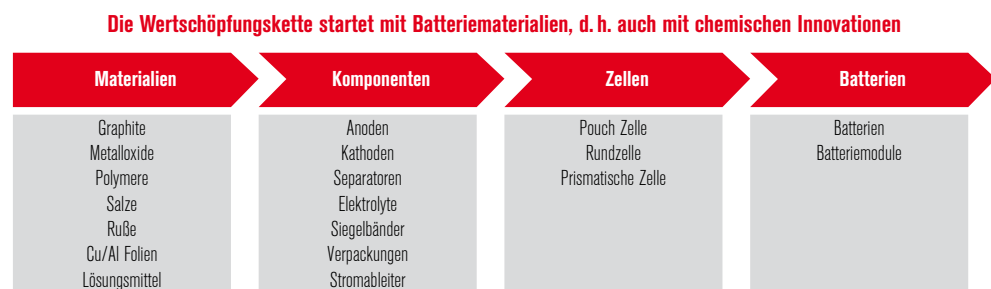 Die Wertschöpfungskette startet mit Batteriematerialien, d. h. auch mit chemischen Innovationen
Materialien
Graphite
Metalloxide
Polymere
Salze
Ruße
Cu/Al Folien
Lösungsmittel
Komponenten
Anoden
Kathoden
Separatoren
Elektrolyte
Siegelbänder
Verpackungen
Stromableiter
Zellen
Pouch Zelle
Rundzelle
Prismatische Zelle
Batterien
Batterien
Batteriemodule